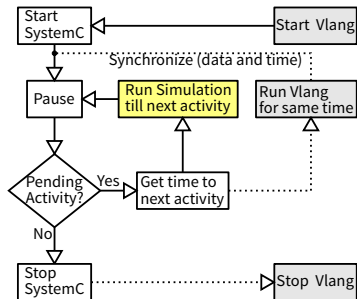 Start
SystemC
Start Vlang
Synchronize (data and time)
Pause
Run Simulation
till next activity
Run Vlang
for same time
Pending
Activity?
Yes
Get time to
next activity
No
Stop
SystemC
Stop Vlang